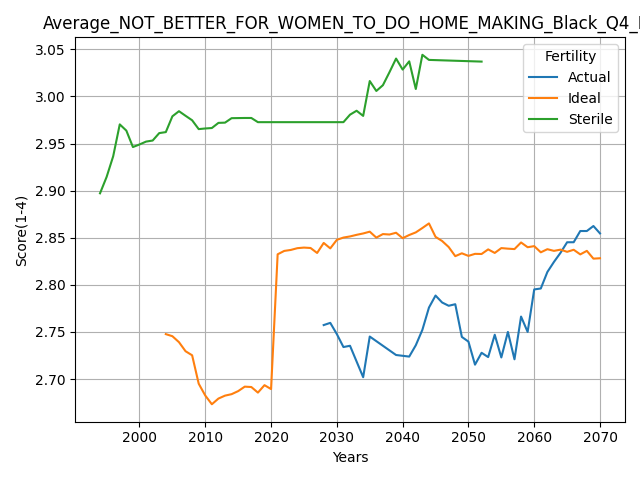 Average_NOT_BETTER_FOR_WOMEN_TO_DO_HOME_MAKING_Black_Q4_
3.05
3.00
2.95
2.90
2.85
2.80
2.75
2.70
Score(1-4)
Fertility
Actual
Ideal
Sterile
2000 2010 2020 2030 2040 2050 2060 2070
Years